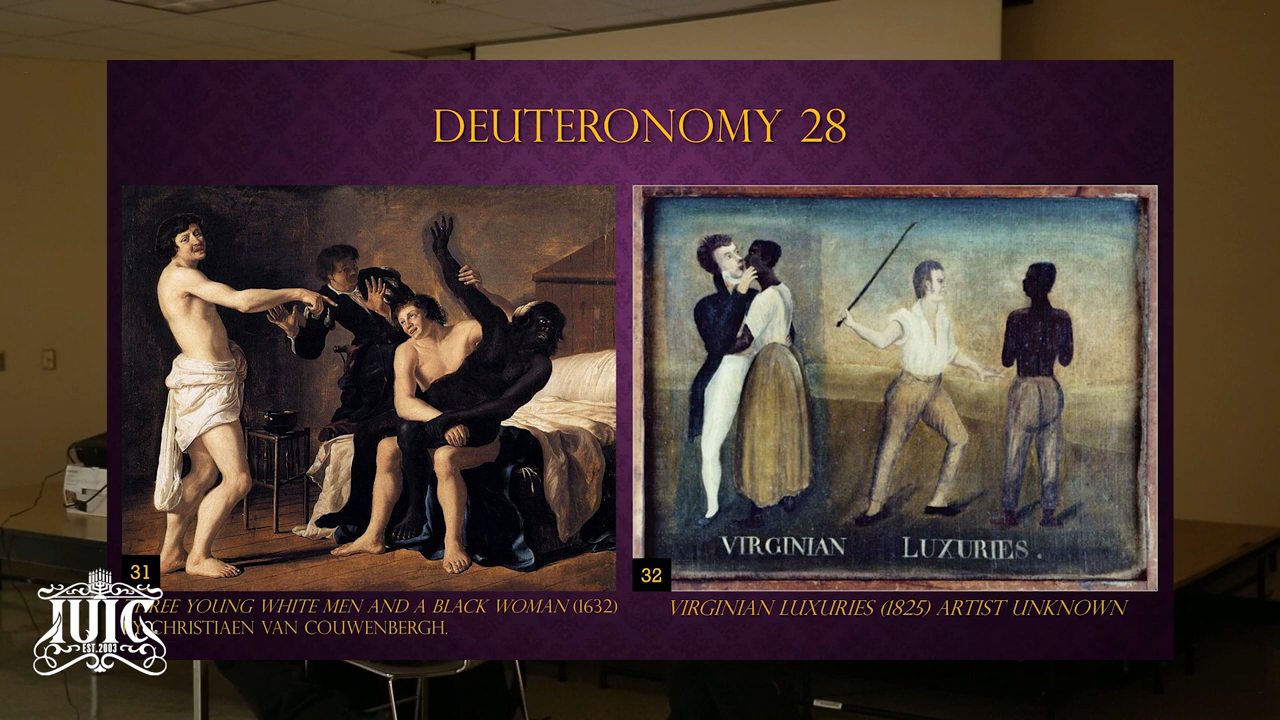 DEUTERONOMY 28
VIRGINIAN LUXURIES.
31
32
REE YOUNG WHITE MEN AND A BLACK WOMAN (1632)
CHRISTIAEN VAN COUWENBERGH.
VIRGINIAN LUXURIES (1825) ARTIST UNKNOWN
IUIC
EST. 2003